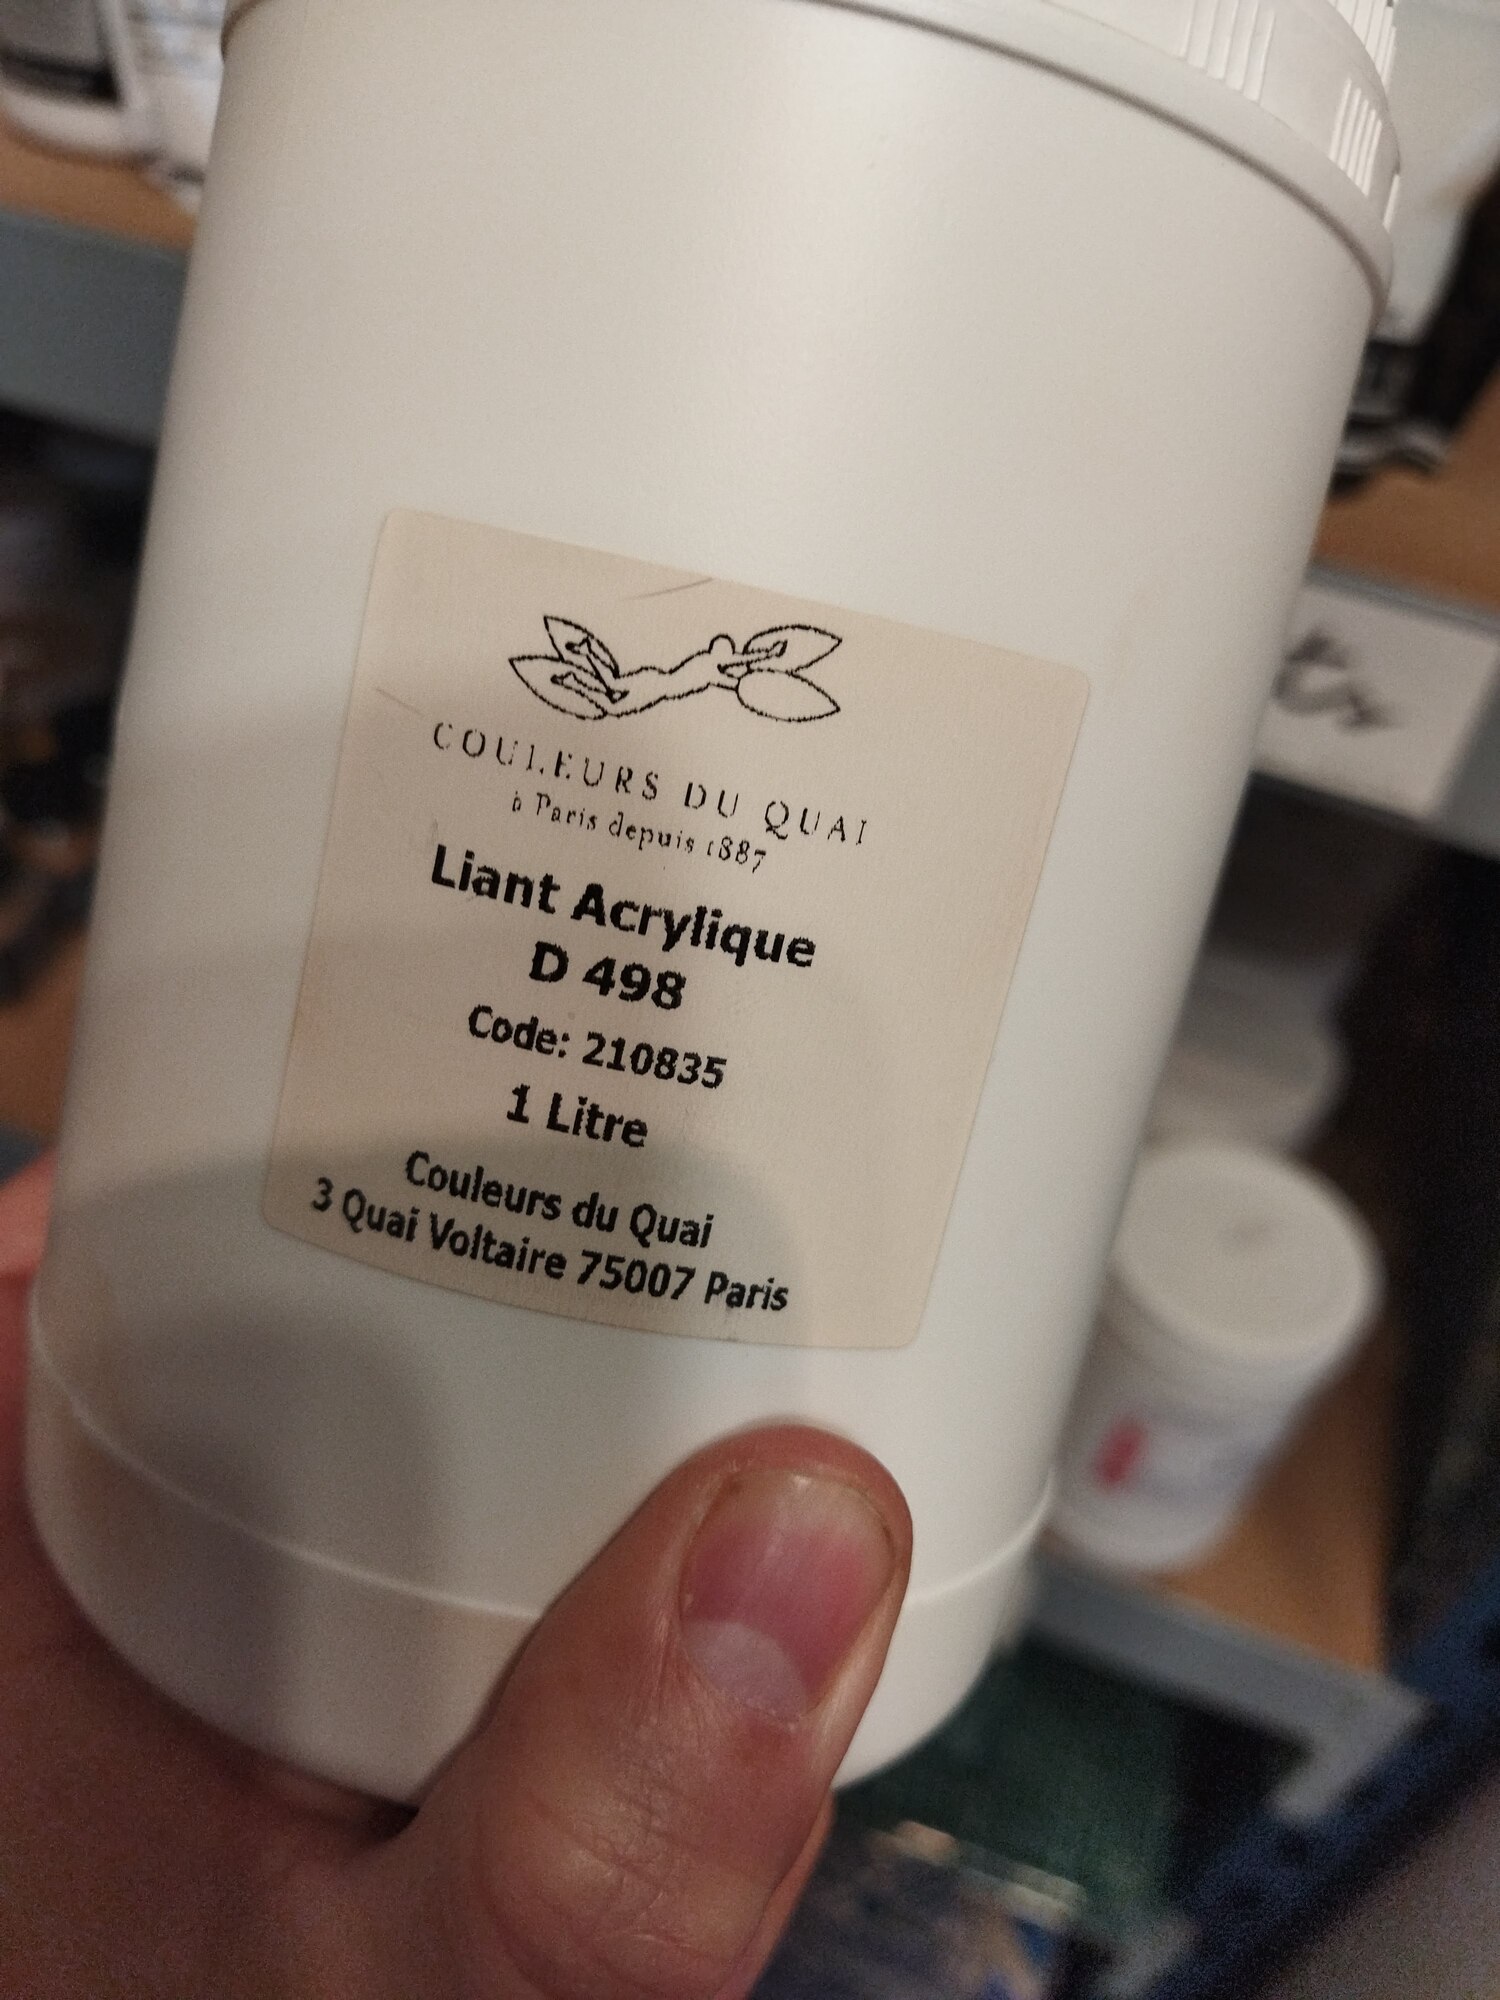 COULEURS DU QUAI
à Paris depuis 1887
Liant Acrylique
D 498
Code: 210835
1 Litre
Couleurs du Quai
3 Quai Voltaire 75007 Paris